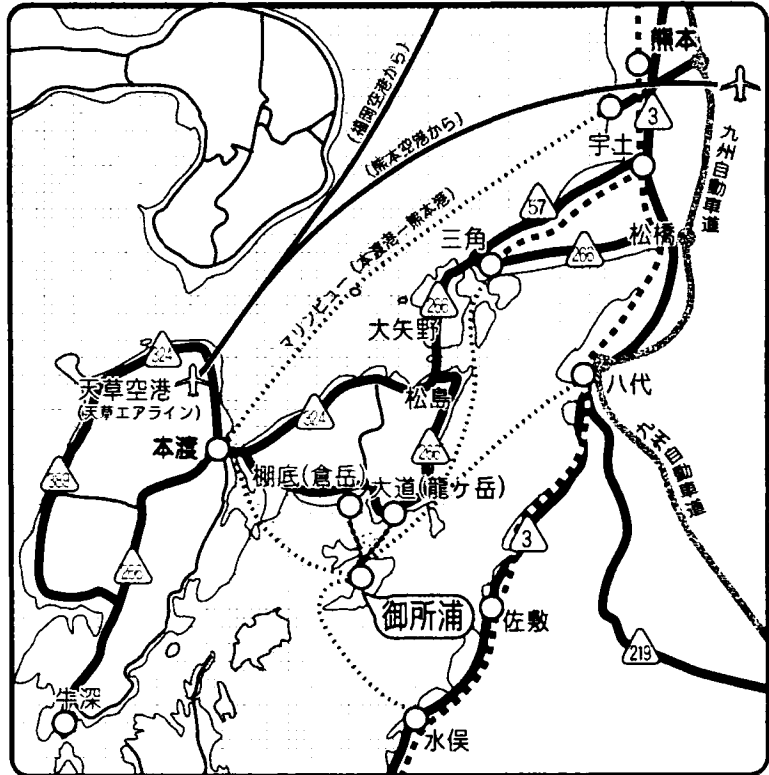 熊本
(福岡空港から)
(熊本空港から)
3
宇土
九州自動車道
57
松橋
三角
266
マリンビュー(本渡港ー熊本港)
266
大矢野
324
天草空港
(天草エアライン)
八代
松島
324
本渡
266
九州自動車道
棚底(倉岳)
大道(龍ヶ岳)
389
3
266
御所浦
佐敷
219
牛深
水俣